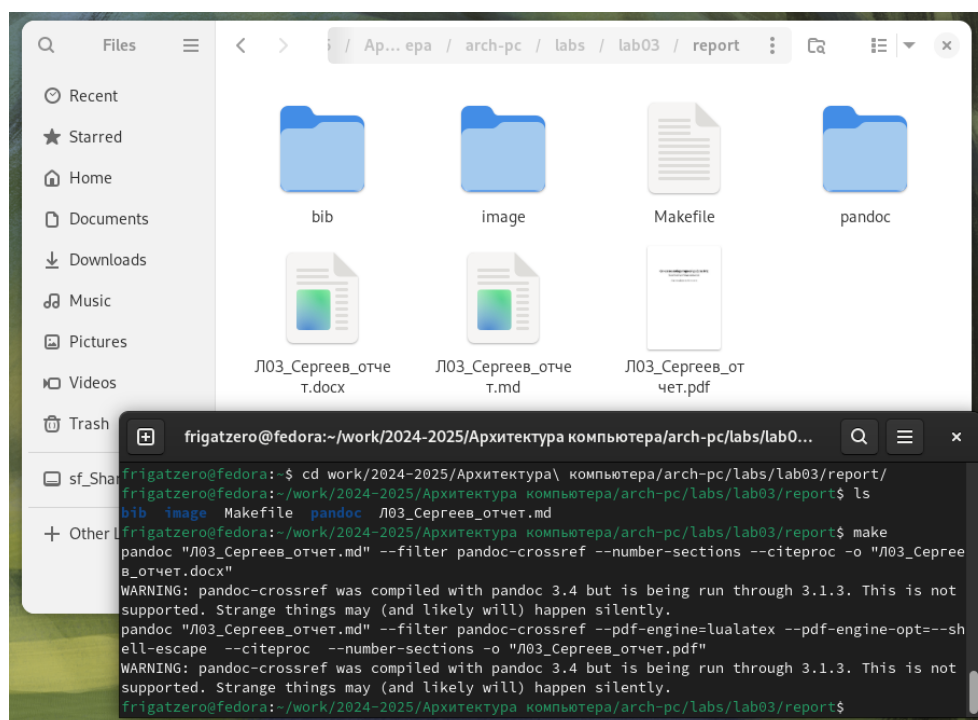 Files
5 / Ap... epa / arch-pc / labs / lab03 / report
Recent
Starred
Home
Documents
Downloads
Music
Pictures
Videos
Trash
sf_Shar
+ Other L
bib
image
Makefile
pandoc
Л03_Сергеев_отче
т.docx
Л03_Сергеев_отче
т.md
Л03_Сергеев_от
чет.pdf
frigatzero@fedora:~/work/2024-2025/Архитектура компьютера/arch-pc/labs/lab0...
frigatzero@fedora:~$ cd work/2024-2025/Архитектура\ компьютера/arch-pc/labs/lab03/report/
frigatzero@fedora:~/work/2024-2025/Архитектура компьютера/arch-pc/labs/lab03/report$ ls
bib image Makefile pandoc Л03_Сергеев_отчет.md
frigatzero@fedora:~/work/2024-2025/Архитектура компьютера/arch-pc/labs/lab03/report$ make
pandoc "Л03_Сергеев_отчет.md" --filter pandoc-crossref --number-sections --citeproc -o "Л03_Сергее
в_отчет.docx"
WARNING: pandoc-crossref was compiled with pandoc 3.4 but is being run through 3.1.3. This is not
supported. Strange things may (and likely will) happen silently.
pandoc "Л03_Сергеев_отчет.md" --filter pandoc-crossref --pdf-engine=lualatex --pdf-engine-opt=--sh
ell-escape --citeproc --number-sections -o "Л03_Сергеев_отчет.pdf"
WARNING: pandoc-crossref was compiled with pandoc 3.4 but is being run through 3.1.3. This is not
supported. Strange things may (and likely will) happen silently.
frigatzero@fedora:~/work/2024-2025/Архитектура компьютера/arch-pc/labs/lab03/report$